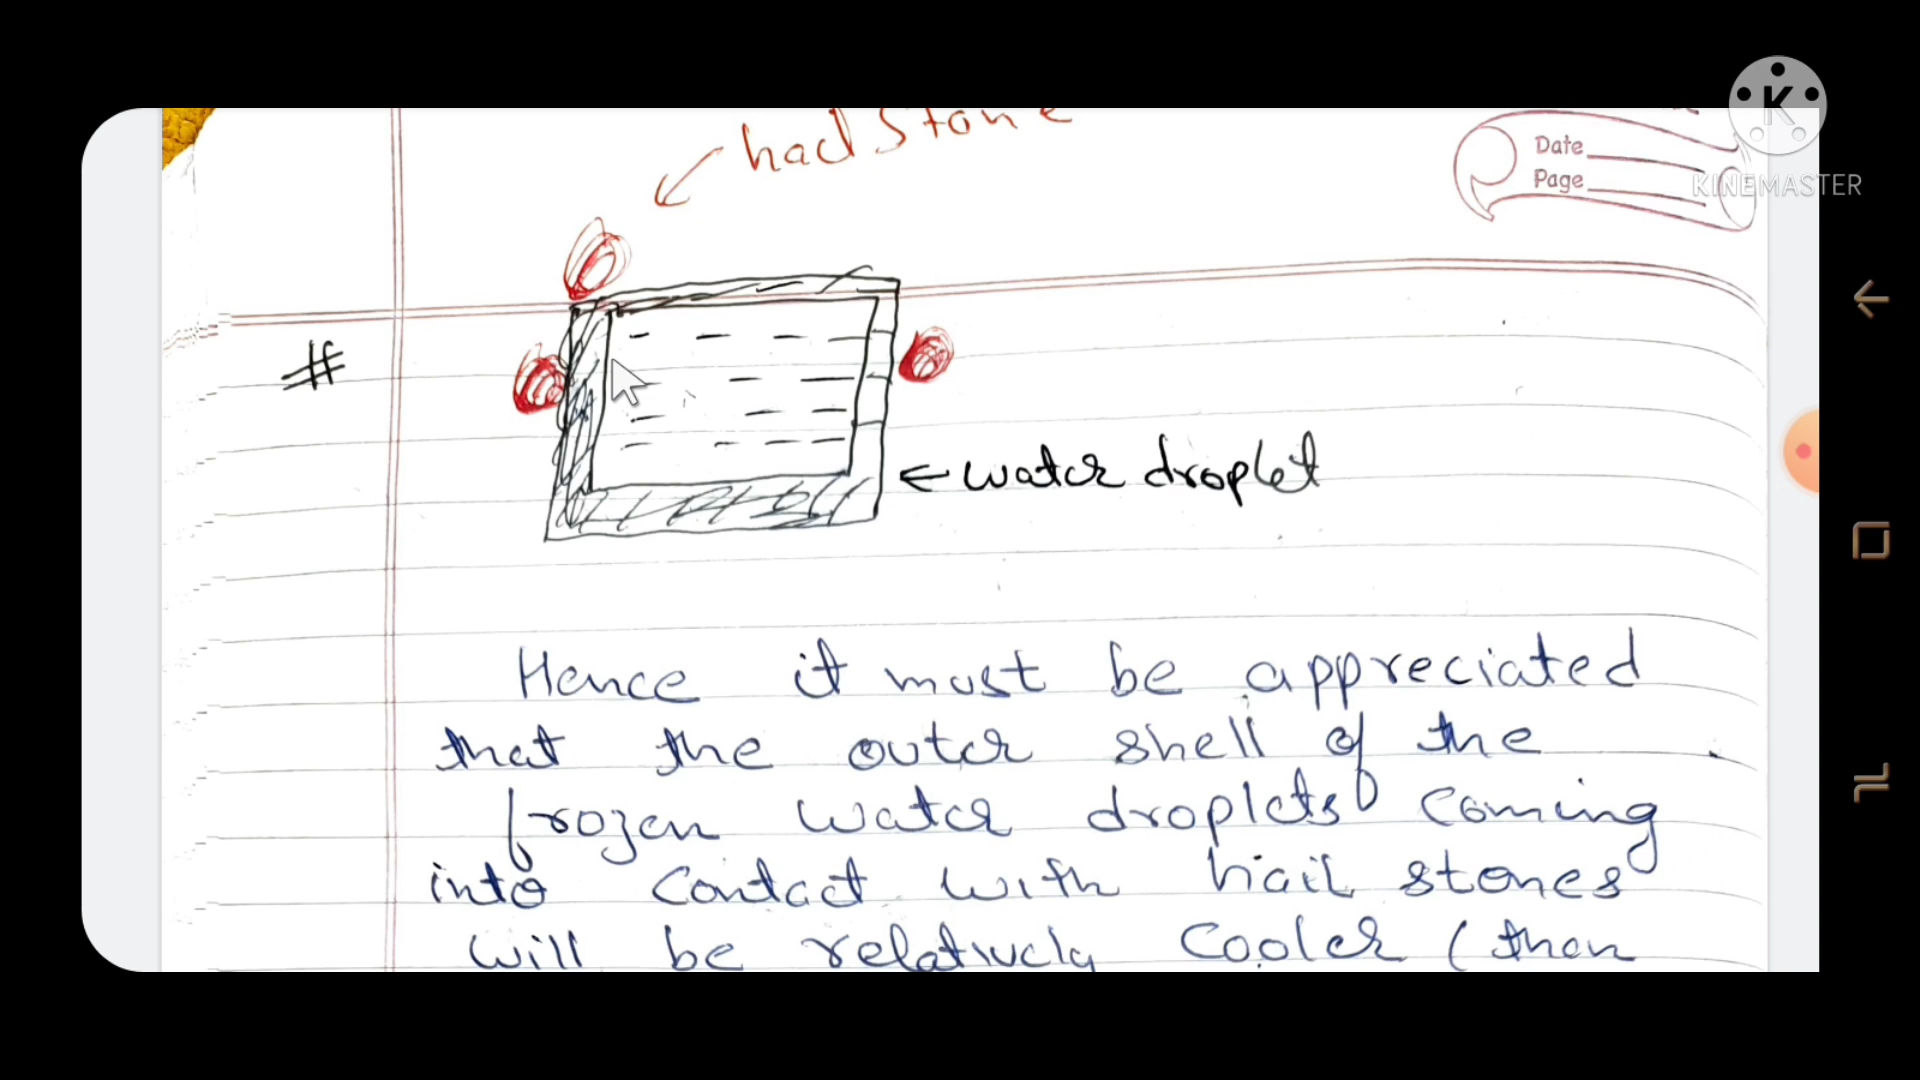 had stone
Date
Page
KINEMASTER
#
← water droplet
Hence it must be appreciated
that the outer shell of the
frozen water droplets coming
into contact with hail stones
will be relatively cooler (than